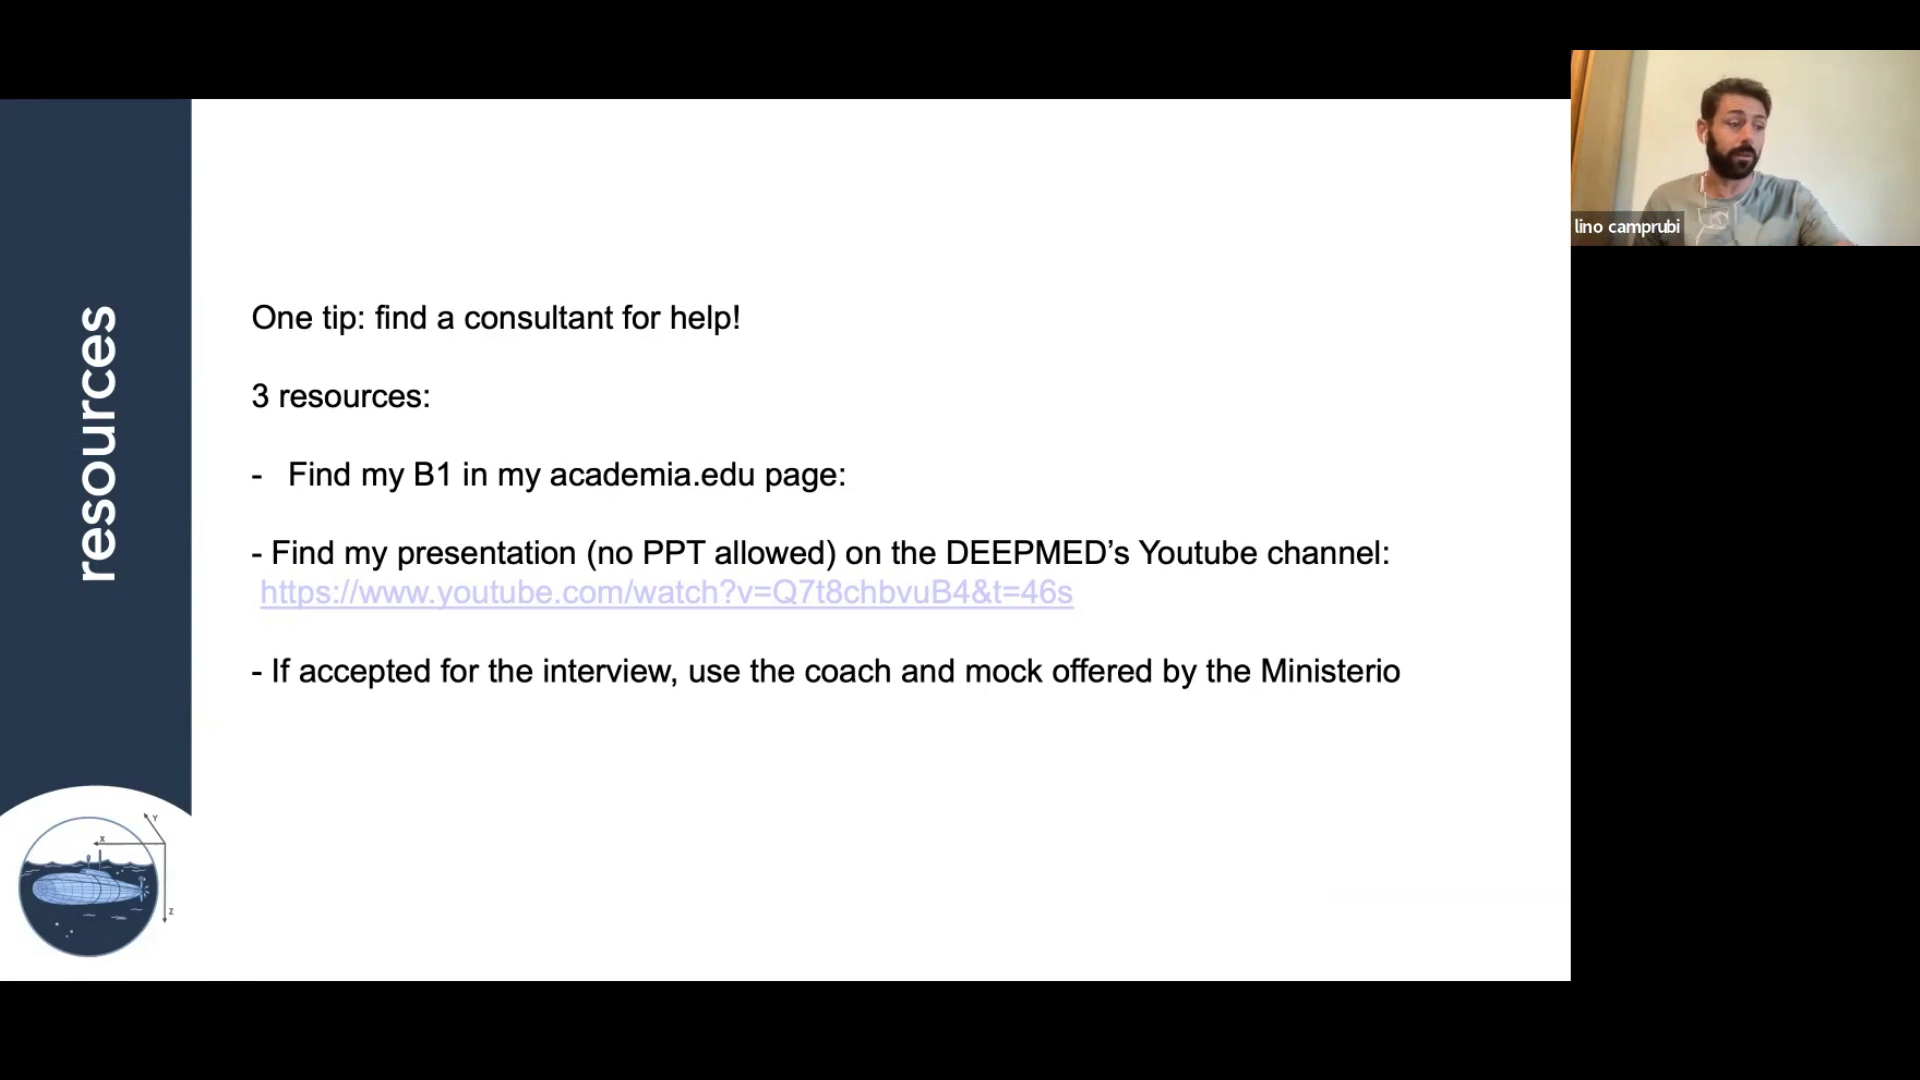 resources
One tip: find a consultant for help!
3 resources:
- Find my B1 in my academia.edu page:
- Find my presentation (no PPT allowed) on the DEEPMED’s Youtube channel:
https://www.youtube.com/watch?v=Q7t8chbvuB4&t=46s
- If accepted for the interview, use the coach and mock offered by the Ministerio
lino camprubi
Y
X
Z